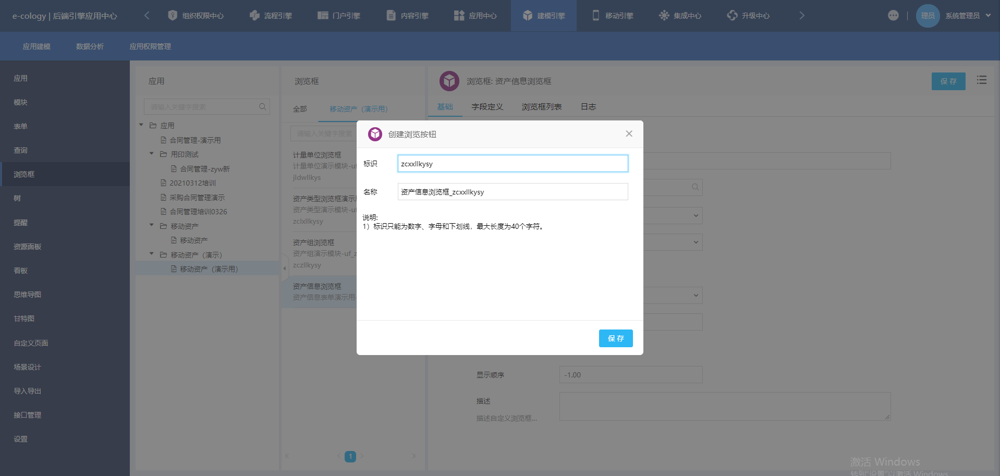 e-cology | 后端引擎应用中心
组织权限中心
流程引擎
门户引擎
内容引擎
应用中心
建模引擎
移动引擎
集成中心
升级中心
理员
系统管理员
应用建模
数据分析
应用权限管理
应用
模块
表单
查询
浏览框
树
提醒
资源面板
看板
思维导图
甘特图
自定义页面
场景设计
导入导出
接口管理
设置
应用
请输入关键字搜索
应用
合同管理-演示用
用印测试
合同管理-zyw新
20210312培训
采购合同管理演示
合同管理培训0326
移动资产
移动资产
移动资产（演示）
移动资产（演示用）
浏览框
全部
移动资产（演示用）
请输入关键字搜索
计量单位浏览框
计量单位演示模块-uf
jldwllkys
资产类型浏览框演示
资产类型演示模块-uf
zclxllkysy
资产组浏览框
资产组演示模块-uf_z
zczllkysy
资产信息浏览框
资产信息表单演示用-
1
浏览框: 资产信息浏览框
保 存
基础
字段定义
浏览框列表
日志
创建浏览按钮
标识
zcxxllkysy
名称
资产信息浏览框_zcxxllkysy
说明:
1）标识只能为数字、字母和下划线，最大长度为40个字符。
保 存
显示顺序
-1.00
描述
描述自定义浏览框...
激活 Windows
转到"设置"以激活 Windows